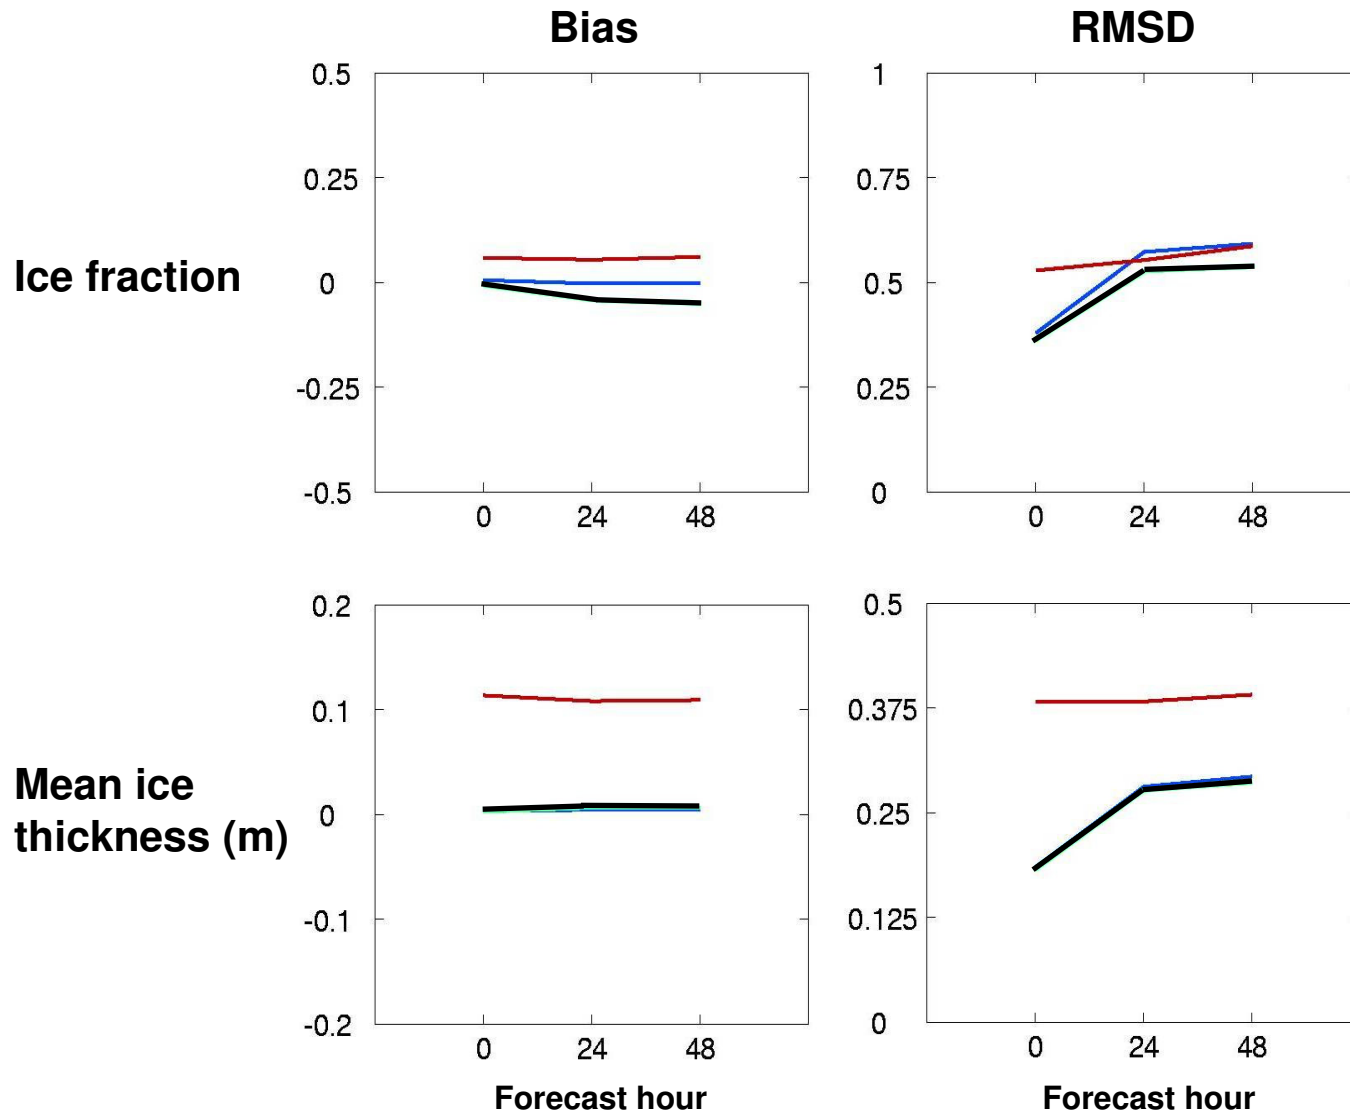 Bias RMSD
0.5 1
0.25 0.75
Ice fraction 0 0.5
-0.25 0.25
-0.5 0
0 24 48 0 24 48
0.2 0.5
0.1 0.375
Mean ice
thickness (m) 0 0.25
-0.1 0.125
-0.2 0
0 24 48 0 24 48
Forecast hour Forecast hour